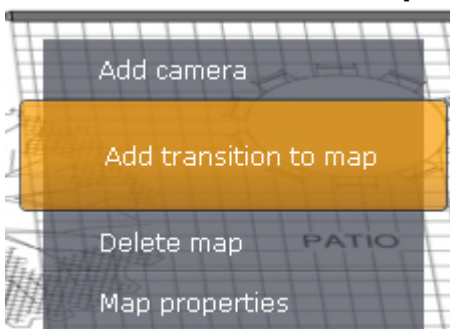 Add camera
Add transition to map
Delete map
PATIO
Map properties